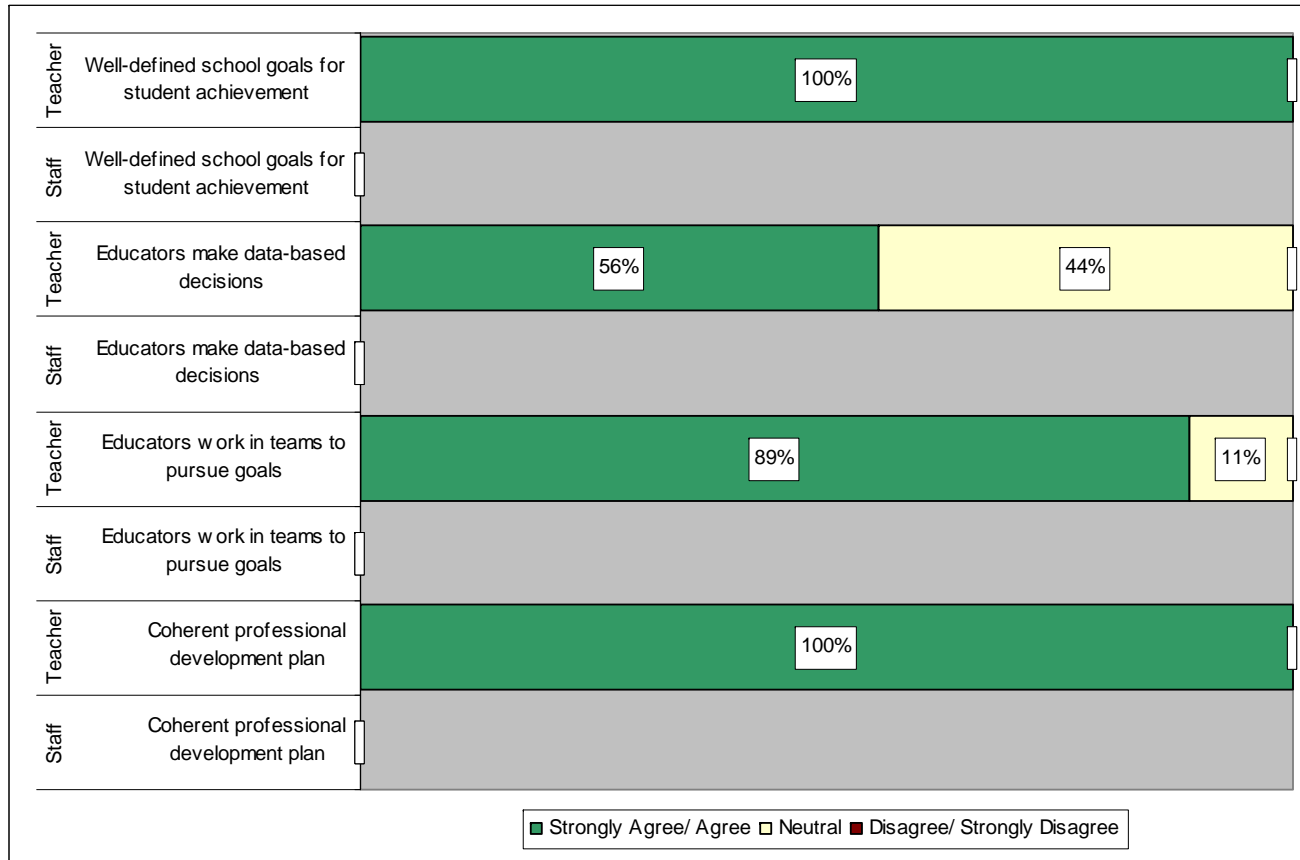 Teacher
Well-defined school goals for
student achievement
100%
Staff
Well-defined school goals for
student achievement
Teacher
Educators make data-based
decisions
56%
44%
Staff
Educators make data-based
decisions
Teacher
Educators work in teams to
pursue goals
89%
11%
Staff
Educators work in teams to
pursue goals
Teacher
Coherent professional
development plan
100%
Staff
Coherent professional
development plan
Strongly Agree/ Agree Neutral Disagree/ Strongly Disagree